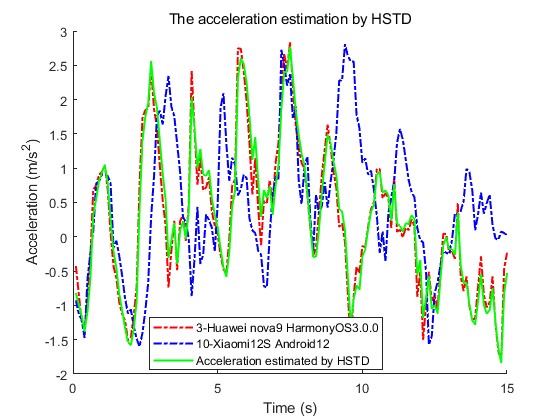 The acceleration estimation by HSTD
3
2.5
2
1.5
1
0.5
0
-0.5
-1
-1.5
-2
Acceleration (m/s²)
3-Huawei nova9 HarmonyOS3.0.0
10-Xiaomi12S Android12
Acceleration estimated by HSTD
0
5
10
15
Time (s)